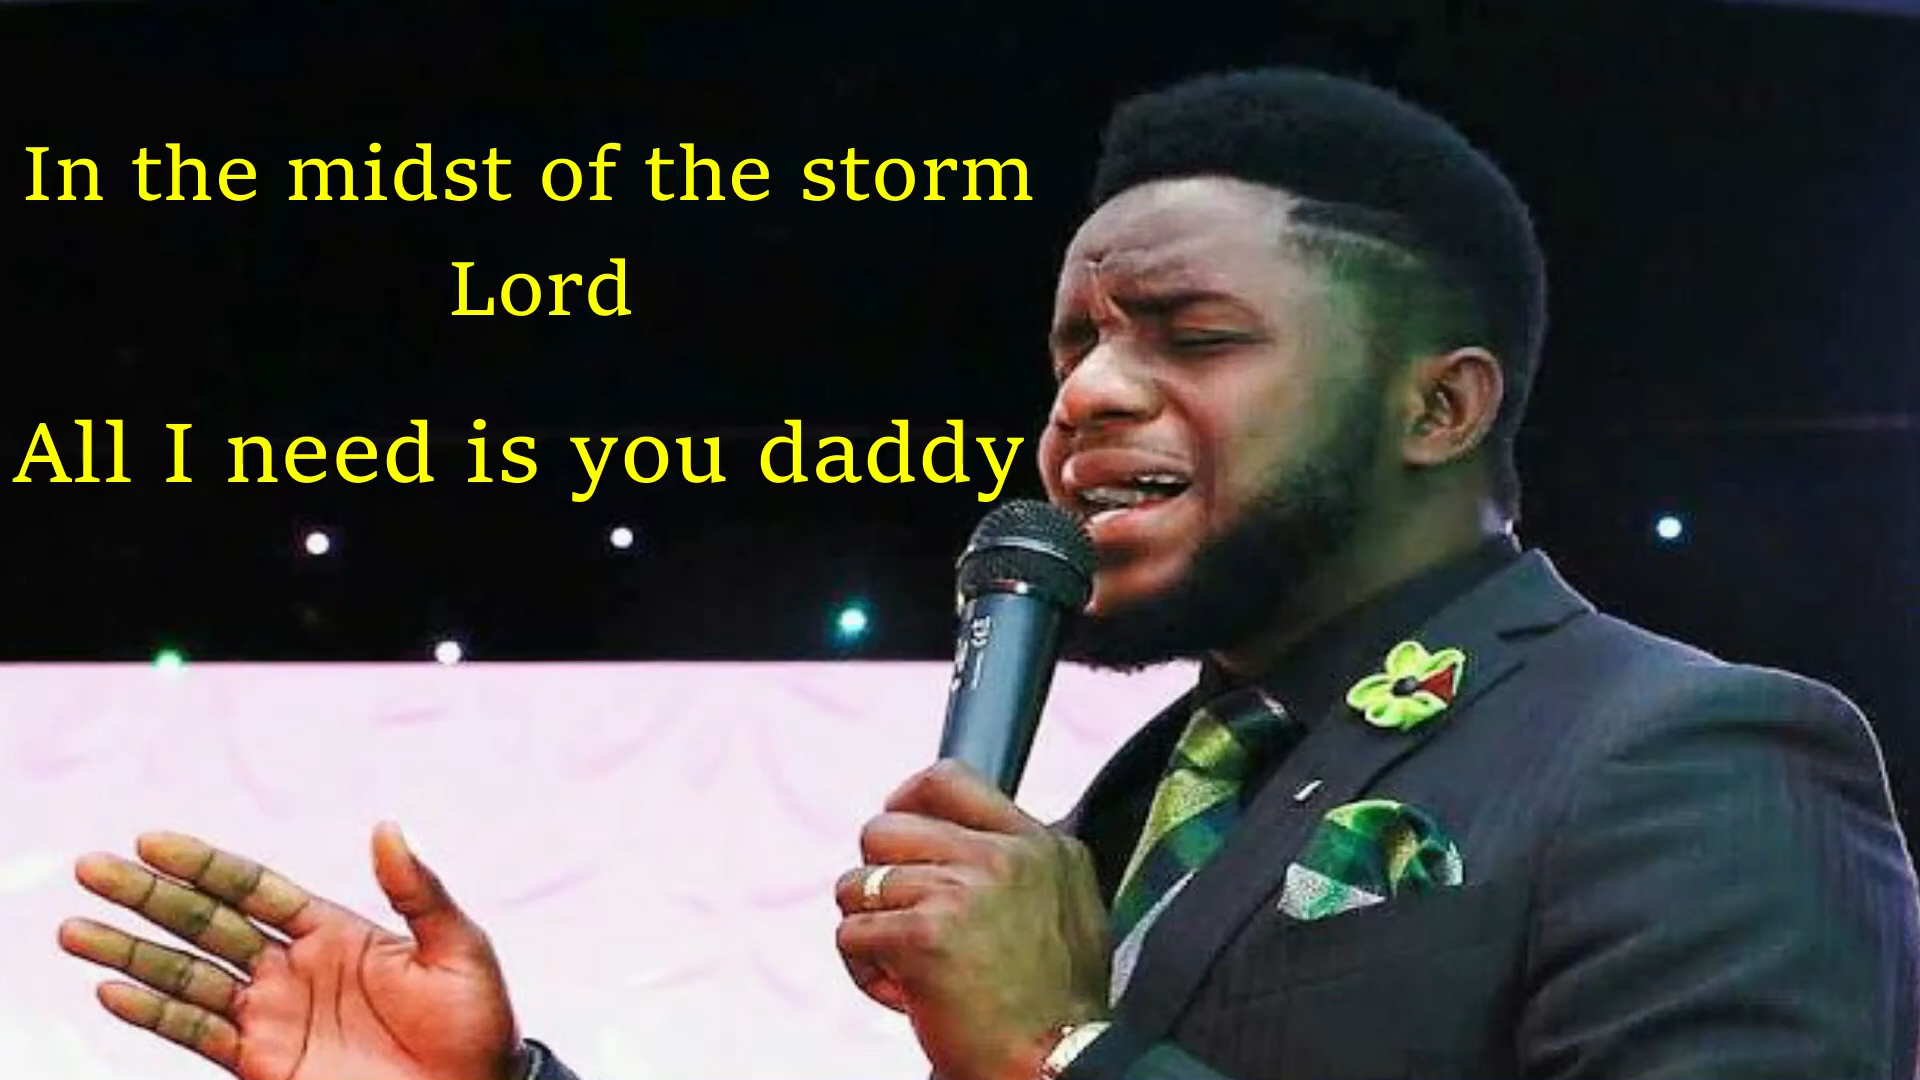 In the midst of the storm
Lord
All I need is you daddy